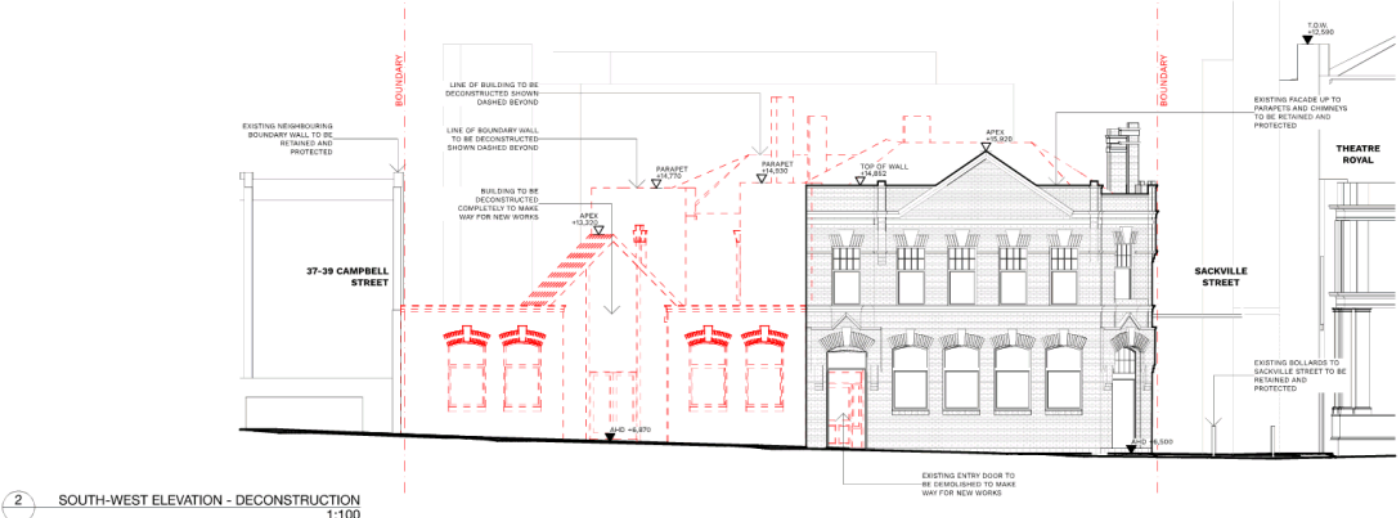 T.O.W.
+12,590
BOUNDARY
BOUNDARY
LINE OF BUILDING TO BE
DECONSTRUCTED SHOWN
DASHED BEYOND
EXISTING FACADE UP TO
PARAPETS AND CHIMNEYS
TO BE RETAINED AND
PROTECTED
EXISTING NEIGHBOURING
BOUNDARY WALL TO BE
RETAINED AND
PROTECTED
LINE OF BOUNDARY WALL
TO BE DECONSTRUCTED
SHOWN DASHED BEYOND
APEX
+15,920
THEATRE
ROYAL
PARAPET
+14,770
PARAPET
+14,930
TOP OF WALL
+14,852
BUILDING TO BE
DECONSTRUCTED
COMPLETELY TO MAKE
WAY FOR NEW WORKS
APEX
+13,320
37-39 CAMPBELL
STREET
SACKVILLE
STREET
EXISTING BOLLARDS TO
SACKVILLE STREET TO BE
RETAINED AND
PROTECTED
AHD +6,870
AHD +6,500
EXISTING ENTRY DOOR TO
BE DEMOLISHED TO MAKE
WAY FOR NEW WORKS
2 SOUTH-WEST ELEVATION - DECONSTRUCTION
1:100